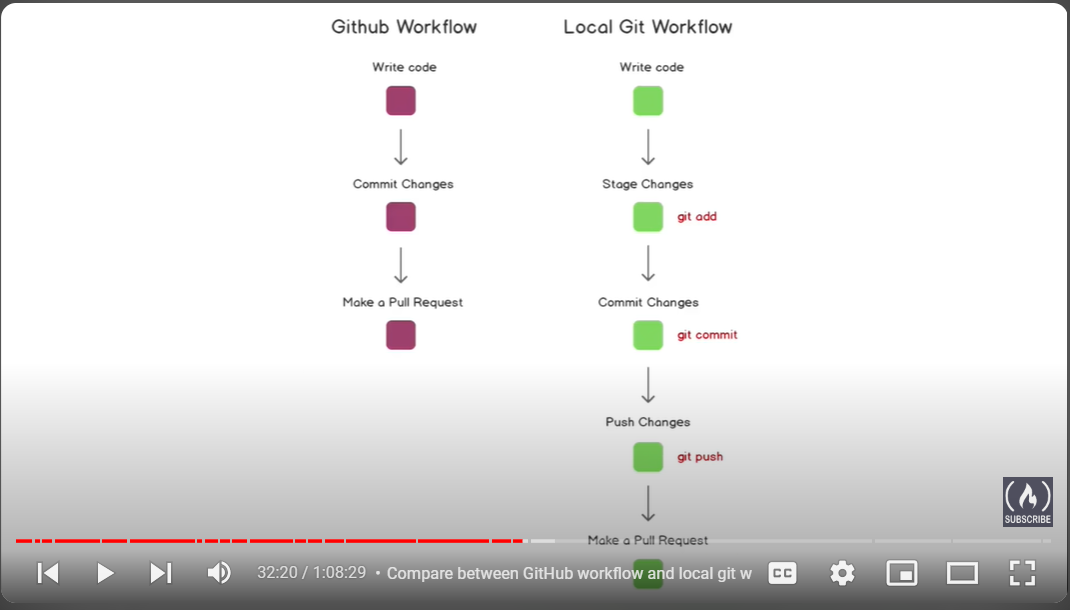 Github Workflow
Write code
Commit Changes
Make a Pull Request
Local Git Workflow
Write code
Stage Changes
git add
Commit Changes
git commit
Push Changes
git push
Make a Pull Request
SUBSCRIBE
32:20 / 1:08:29 • Compare between GitHub workflow and local git w
CC